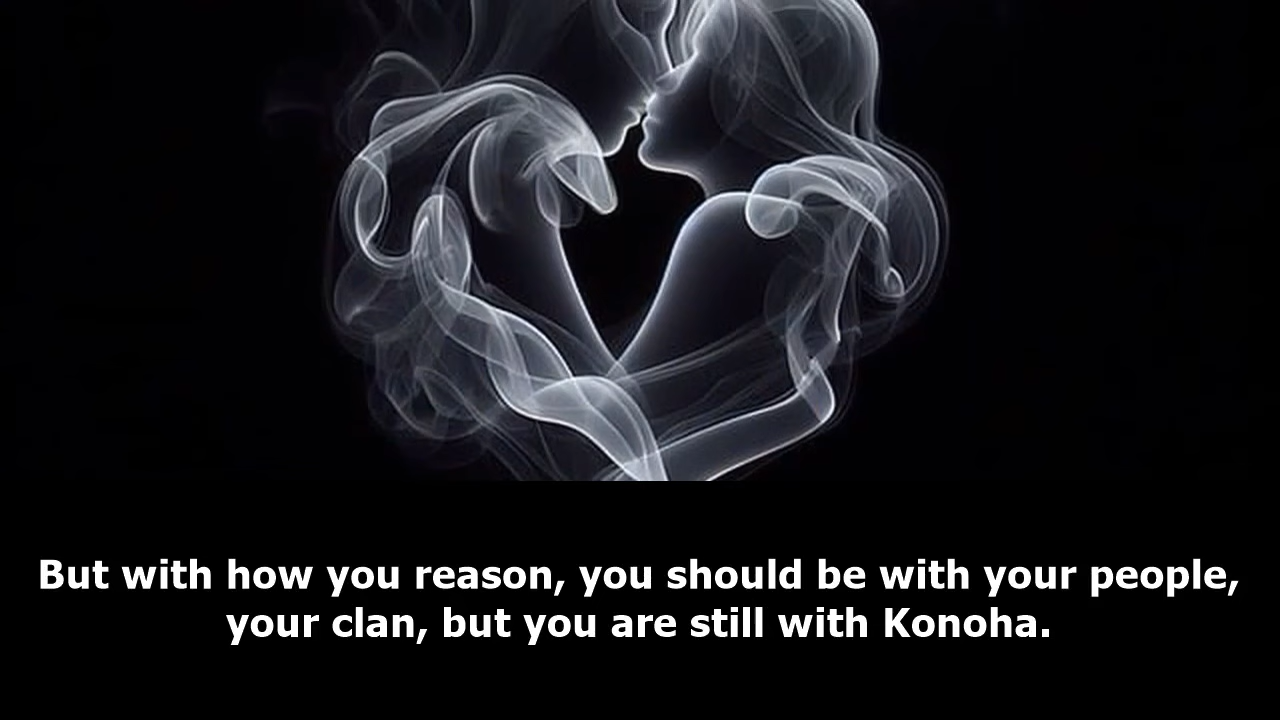 But with how you reason, you should be with your people,
your clan, but you are still with Konoha.